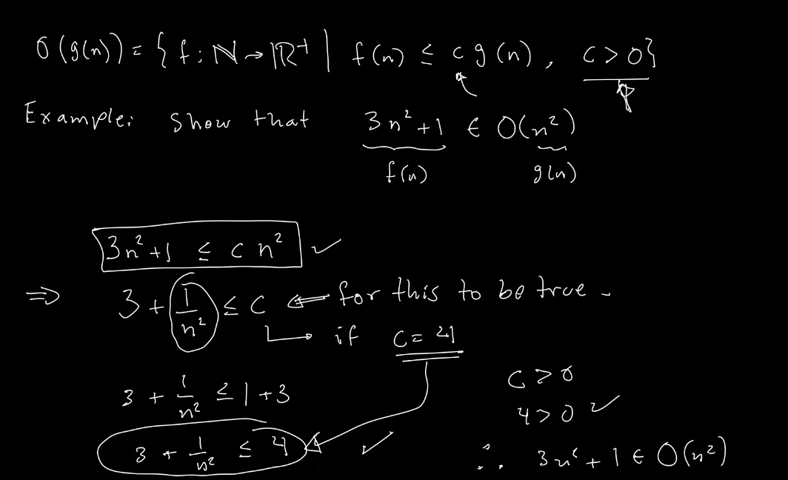 O(g(n)) = { f : ℕ → ℝ⁺ | f(n) ≤ c g(n), c > 0 }
Example: Show that 3n² + 1 ∈ O(n²)
f(n) g(n)
3n² + 1 ≤ c n² ✓
⇒ 3 + 1/n² ≤ c ⇐ for this to be true.
if c = 4
3 + 1/n² ≤ 1 + 3
c > 0
4 > 0 ✓
3 + 1/n² ≤ 4 ✓
∴ 3n² + 1 ∈ O(n²)